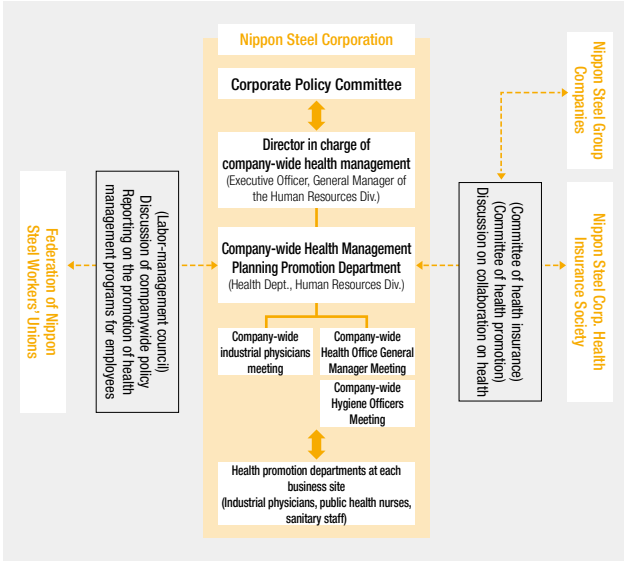 Nippon Steel Corporation
Corporate Policy Committee
Director in charge of
company-wide health management
(Executive Officer, General Manager of
the Human Resources Div.)
Company-wide Health Management
Planning Promotion Department
(Health Dept., Human Resources Div.)
Company-wide
industrial physicians
meeting
Company-wide
Health Office General
Manager Meeting
Company-wide
Hygiene Officers
Meeting
Health promotion departments at each
business site
(Industrial physicians, public health nurses,
sanitary staff)
Federation of Nippon
Steel Workers' Unions
(Labor-management council)
Discussion of companywide policy
Reporting on the promotion of health
management programs for employees
(Committee of health insurance)
(Committee of health promotion)
Discussion on collaboration on health
Nippon Steel Group
Companies
Nippon Steel Corp. Health
Insurance Society